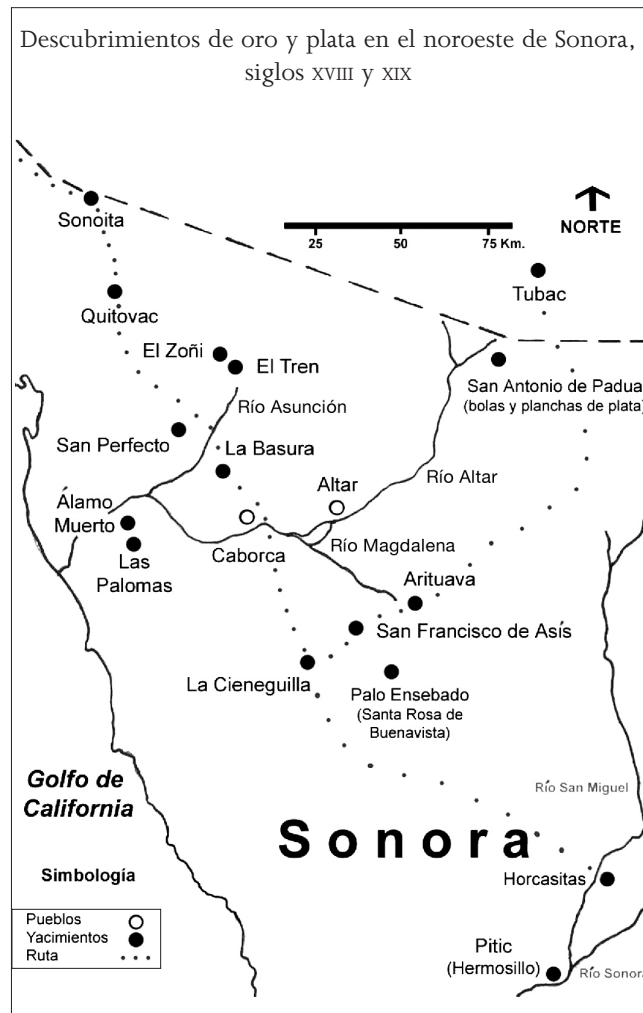 Descubrimientos de oro y plata en el noroeste de Sonora,
siglos XVIII y XIX
Sonoita
25 50 75 Km.
NORTE
Tubac
Quitovac
El Zoñi
El Tren
San Antonio de Padua
(bolas y planchas de plata)
Río Asunción
San Perfecto
La Basura
Altar
Río Altar
Álamo
Muerto
Caborca
Río Magdalena
Las
Palomas
Arituava
San Francisco de Asís
La Cieneguilla
Palo Ensebado
(Santa Rosa de
Buenavista)
Golfo de
California
Río San Miguel
Sonora
Simbología
Horcasitas
Pueblos
Yacimientos
Ruta
Pitic
(Hermosillo)
Río Sonora